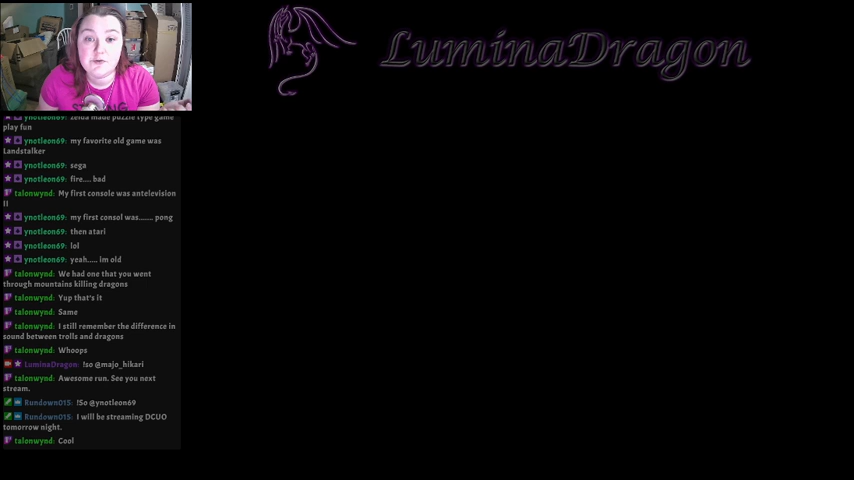 LuminaDragon
ynotleon69: zelda made puzzle type game
play fun
ynotleon69: my favorite old game was
Landstalker
ynotleon69: sega
ynotleon69: fire.... bad
talonwynd: My first console was antelevision
II
ynotleon69: my first consol was....... pong
ynotleon69: then atari
ynotleon69: lol
ynotleon69: yeah..... im old
talonwynd: We had one that you went
through mountains killing dragons
talonwynd: Yup that's it
talonwynd: Same
talonwynd: I still remember the difference in
sound between trolls and dragons
talonwynd: Whoops
LuminaDragon: !so @majo_hikari
talonwynd: Awesome run. See you next
stream.
Rundown015: !So @ynotleon69
Rundown015: I will be streaming DCUO
tomorrow night.
talonwynd: Cool